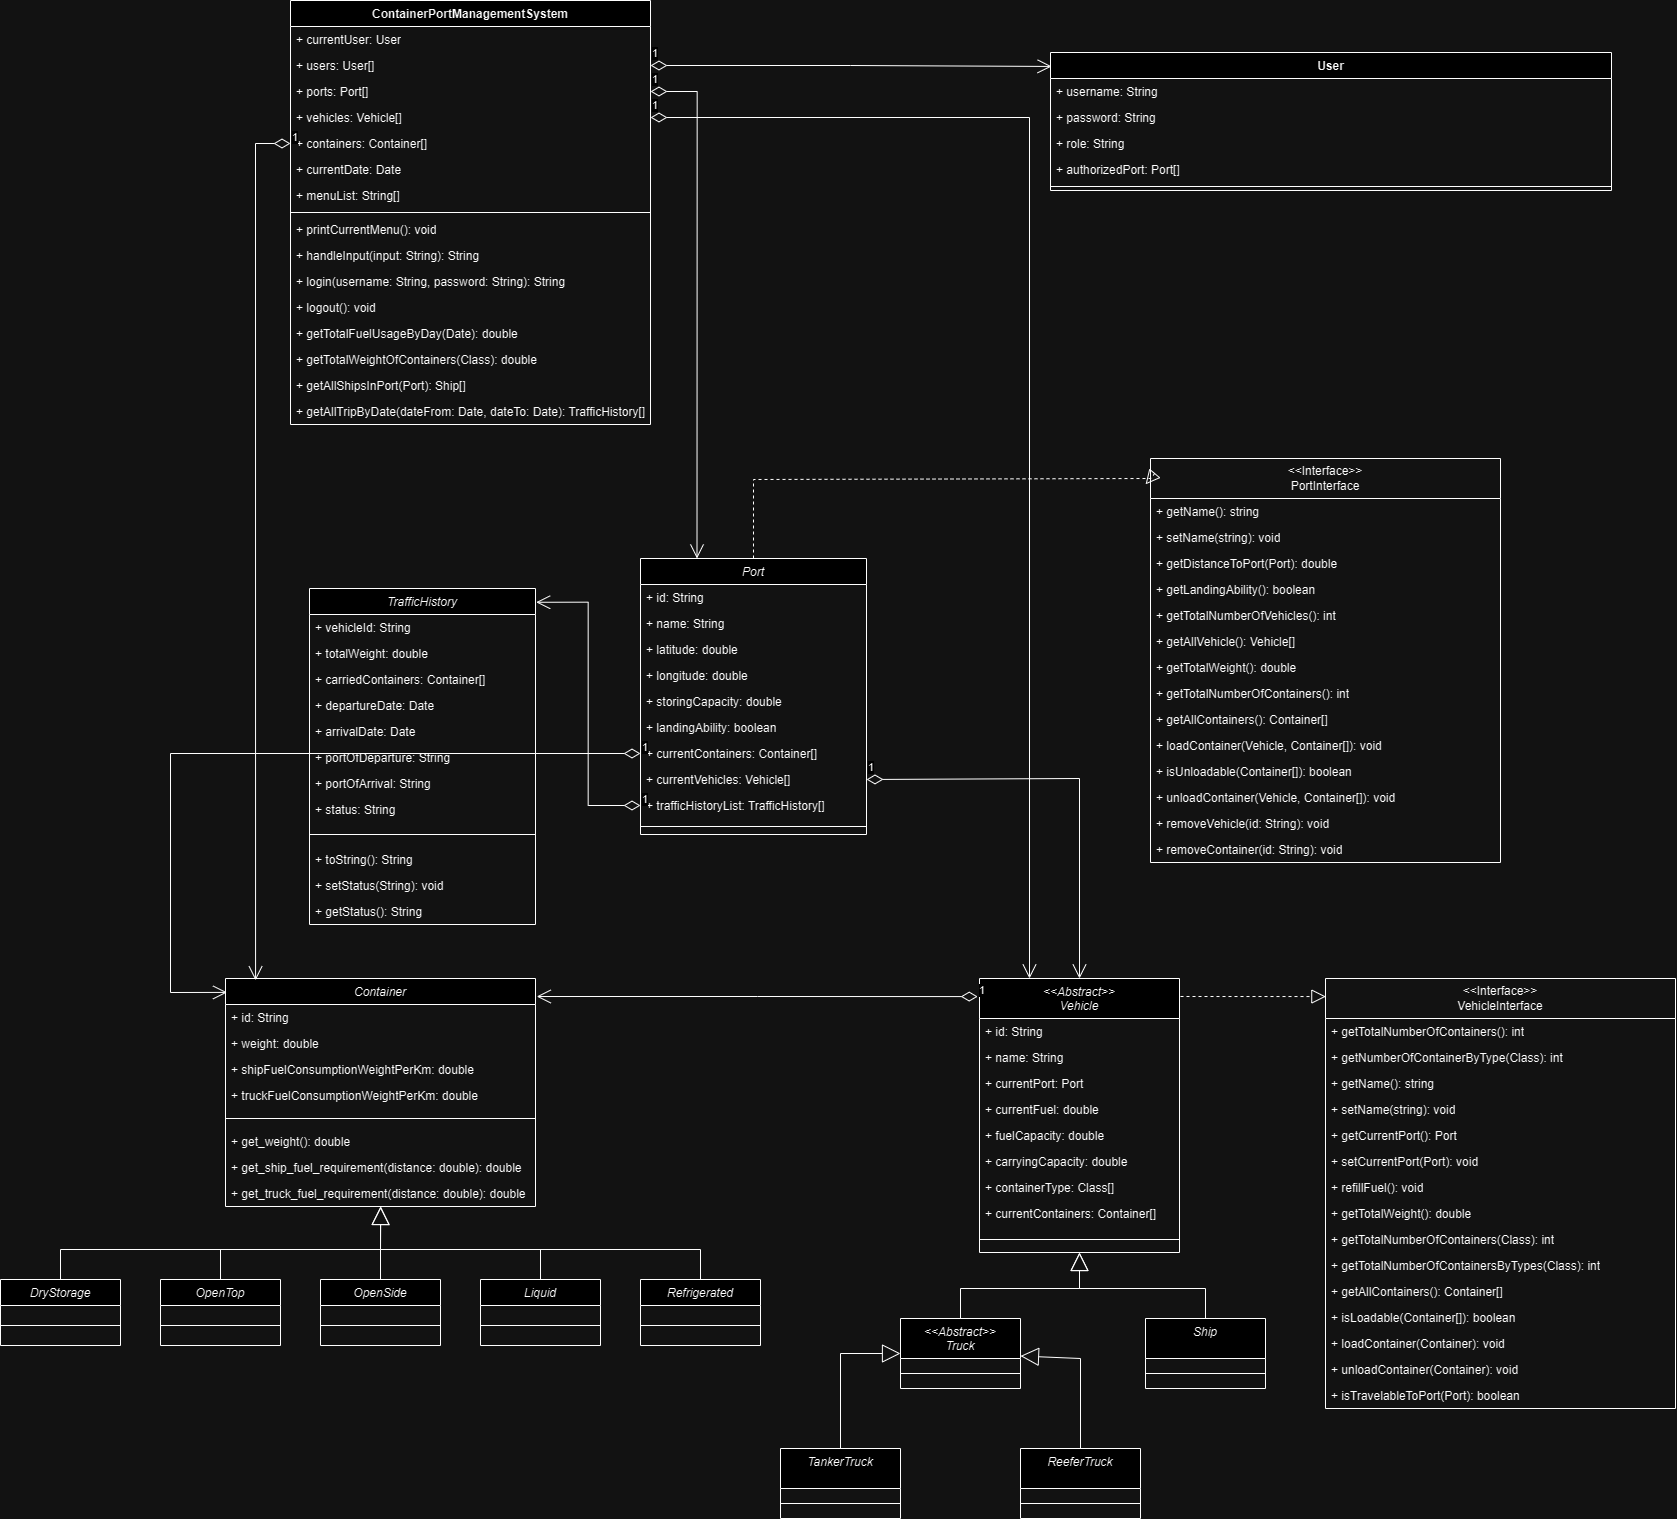 ContainerPortManagementSystem
+ currentUser: User
+ users: User[]
+ ports: Port[]
+ vehicles: Vehicle[]
+ containers: Container[]
+ currentDate: Date
+ menuList: String[]
+ printCurrentMenu(): void
+ handleInput(input: String): String
+ login(username: String, password: String): String
+ logout(): void
+ getTotalFuelUsageByDay(Date): double
+ getTotalWeightOfContainers(Class): double
+ getAllShipsInPort(Port): Ship[]
+ getAllTripByDate(dateFrom: Date, dateTo: Date): TrafficHistory[]
1
1
1
1
User
+ username: String
+ password: String
+ role: String
+ authorizedPort: Port[]
<<Interface>>
PortInterface
+ getName(): string
+ setName(string): void
+ getDistanceToPort(Port): double
+ getLandingAbility(): boolean
+ getTotalNumberOfVehicles(): int
+ getAllVehicle(): Vehicle[]
+ getTotalWeight(): double
+ getTotalNumberOfContainers(): int
+ getAllContainers(): Container[]
+ loadContainer(Vehicle, Container[]): void
+ isUnloadable(Container[]): boolean
+ unloadContainer(Vehicle, Container[]): void
+ removeVehicle(id: String): void
+ removeContainer(id: String): void
Port
+ id: String
+ name: String
+ latitude: double
+ longitude: double
+ storingCapacity: double
+ landingAbility: boolean
+ currentContainers: Container[]
+ currentVehicles: Vehicle[]
+ trafficHistoryList: TrafficHistory[]
1
1
1
TrafficHistory
+ vehicleId: String
+ totalWeight: double
+ carriedContainers: Container[]
+ departureDate: Date
+ arrivalDate: Date
+ portOfDeparture: String
+ portOfArrival: String
+ status: String
+ toString(): String
+ setStatus(String): void
+ getStatus(): String
Container
+ id: String
+ weight: double
+ shipFuelConsumptionWeightPerKm: double
+ truckFuelConsumptionWeightPerKm: double
+ get_weight(): double
+ get_ship_fuel_requirement(distance: double): double
+ get_truck_fuel_requirement(distance: double): double
1
<<Abstract>>
Vehicle
+ id: String
+ name: String
+ currentPort: Port
+ currentFuel: double
+ fuelCapacity: double
+ carryingCapacity: double
+ containerType: Class[]
+ currentContainers: Container[]
<<Interface>>
VehicleInterface
+ getTotalNumberOfContainers(): int
+ getNumberOfContainerByType(Class): int
+ getName(): string
+ setName(string): void
+ getCurrentPort(): Port
+ setCurrentPort(Port): void
+ refillFuel(): void
+ getTotalWeight(): double
+ getTotalNumberOfContainers(Class): int
+ getTotalNumberOfContainersByTypes(Class): int
+ getAllContainers(): Container[]
+ isLoadable(Container[]): boolean
+ loadContainer(Container): void
+ unloadContainer(Container): void
+ isTravelableToPort(Port): boolean
DryStorage
OpenTop
OpenSide
Liquid
Refrigerated
<<Abstract>>
Truck
Ship
TankerTruck
ReeferTruck